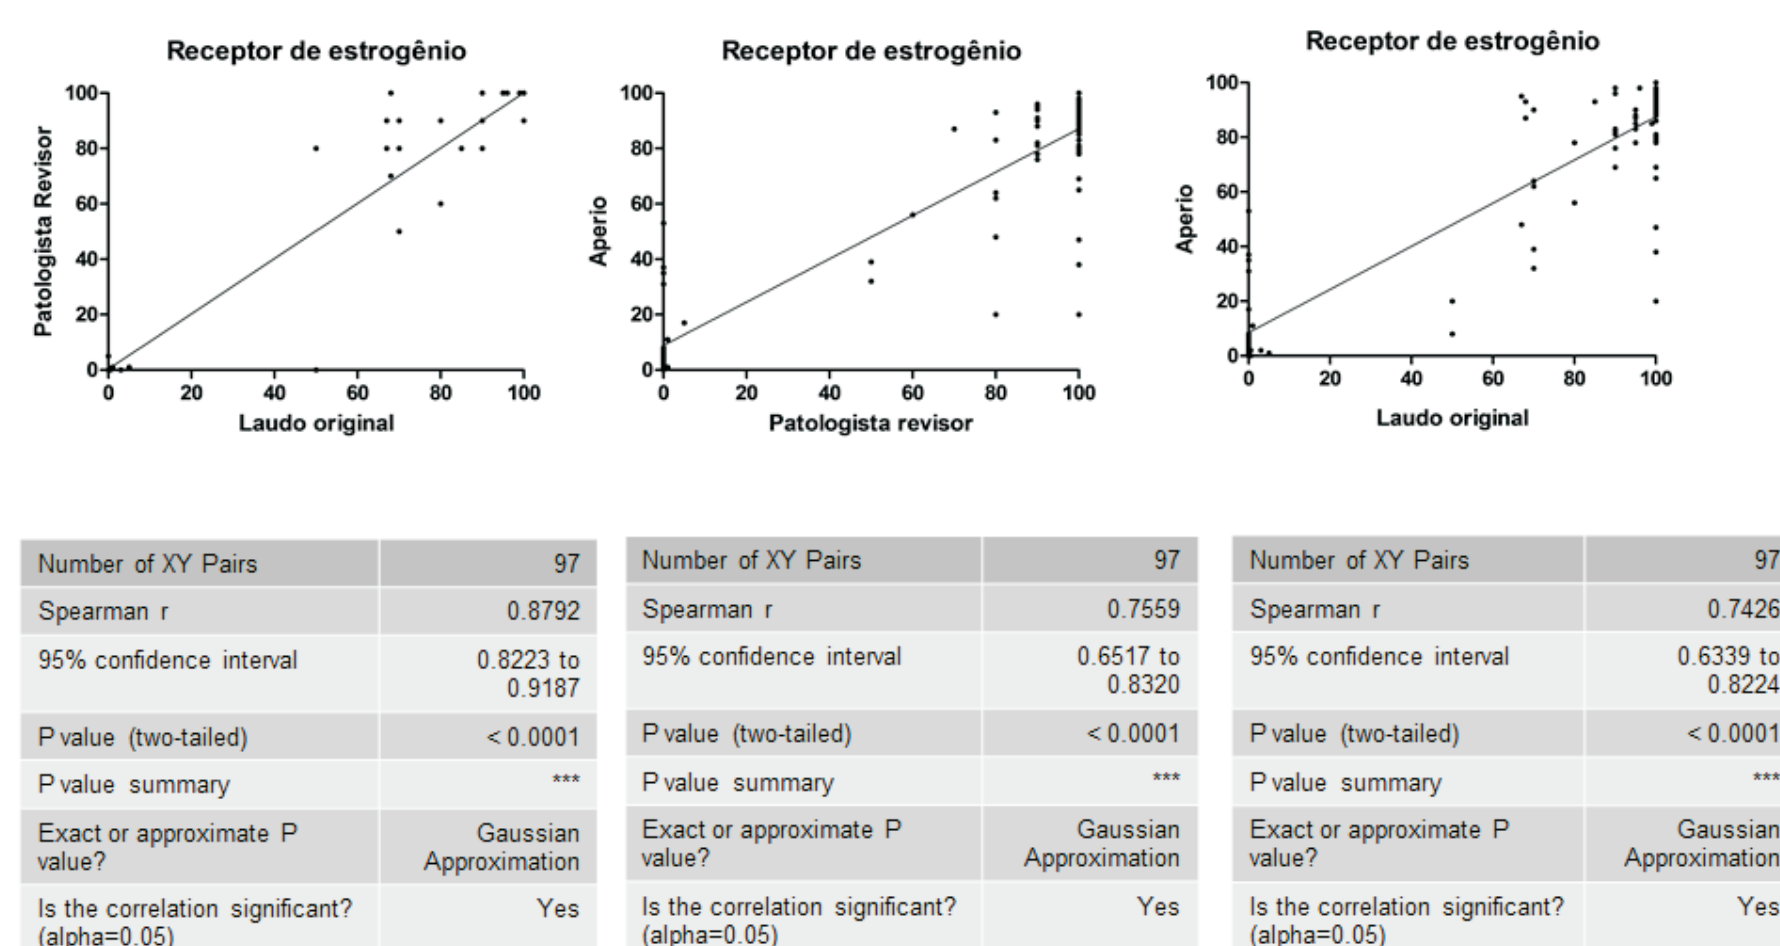 Receptor de estrogênio
100
80
60
40
20
0
Patologista Revisor
0 20 40 60 80 100
Laudo original
Receptor de estrogênio
100
80
60
40
20
0
Aperio
0 20 40 60 80 100
Patologista revisor
Receptor de estrogênio
100
80
60
40
20
0
Aperio
0 20 40 60 80 100
Laudo original
Number of XY Pairs 97
Spearman r 0.8792
95% confidence interval 0.8223 to
0.9187
P value (two-tailed) < 0.0001
P value summary ***
Exact or approximate P Gaussian
value? Approximation
Is the correlation significant? Yes
(alpha=0.05)
Number of XY Pairs 97
Spearman r 0.7559
95% confidence interval 0.6517 to
0.8320
P value (two-tailed) < 0.0001
P value summary ***
Exact or approximate P Gaussian
value? Approximation
Is the correlation significant? Yes
(alpha=0.05)
Number of XY Pairs 97
Spearman r 0.7426
95% confidence interval 0.6339 to
0.8224
P value (two-tailed) < 0.0001
P value summary ***
Exact or approximate P Gaussian
value? Approximation
Is the correlation significant? Yes
(alpha=0.05)